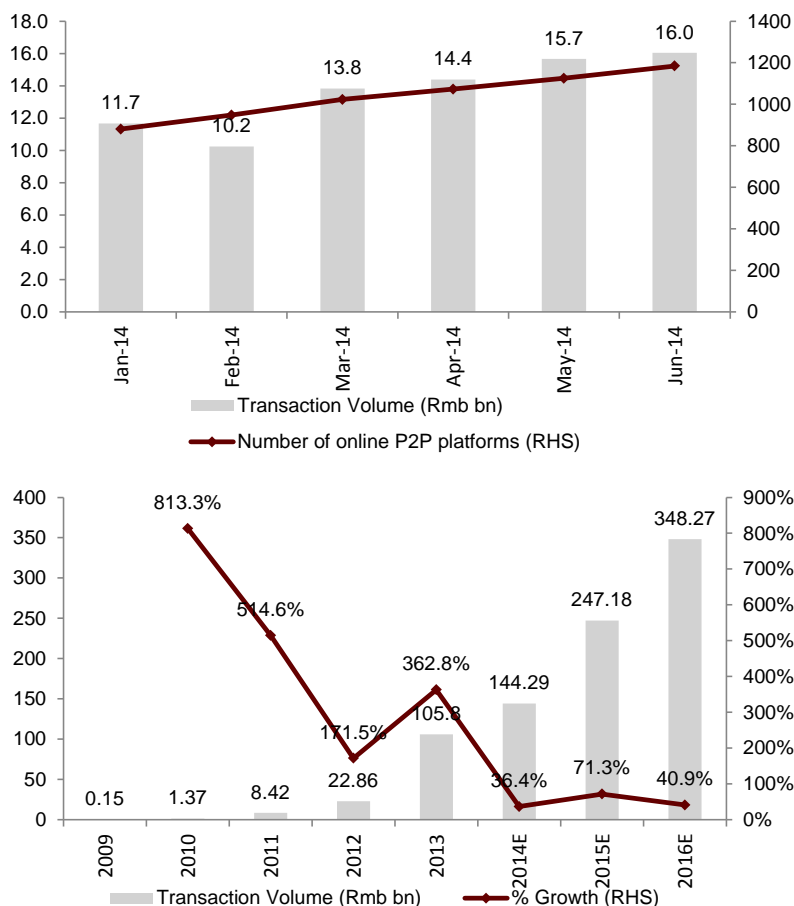 18.0 1400
16.0 15.7 16.0
14.0 13.8 14.4 1200
12.0 11.7 1000
10.0 10.2 800
8.0
6.0 600
4.0 400
2.0 200
0.0 0
Jan-14 Feb-14 Mar-14 Apr-14 May-14 Jun-14
Transaction Volume (Rmb bn)
Number of online P2P platforms (RHS)
400 813.3% 900%
350 348.27 800%
300 700%
250 514.6% 247.18 600%
200 500%
150 362.8% 144.29 400%
100 171.5% 105.8 300%
50 22.86 36.4% 71.3% 40.9% 200%
0.15 1.37 8.42 100%
0 0%
2009 2010 2011 2012 2013 2014E 2015E 2016E
Transaction Volume (Rmb bn) % Growth (RHS)